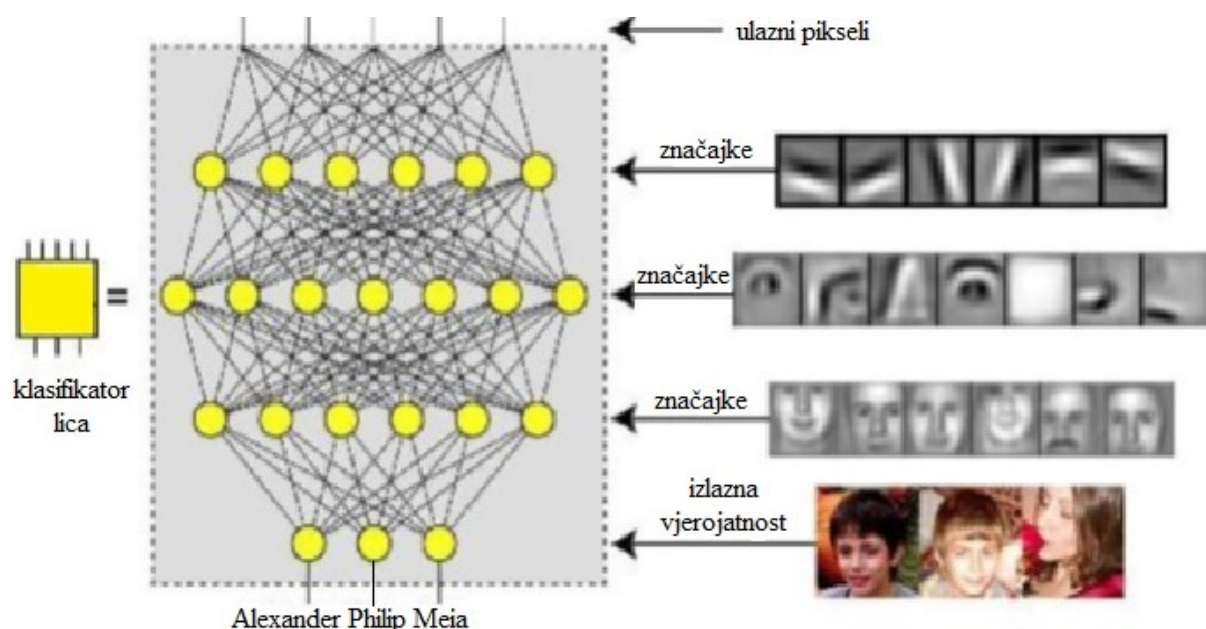 ulazni pikseli
značajke
značajke
klasifikator
lica
značajke
izlazna
vjerojatnost
Alexander Philip Meia